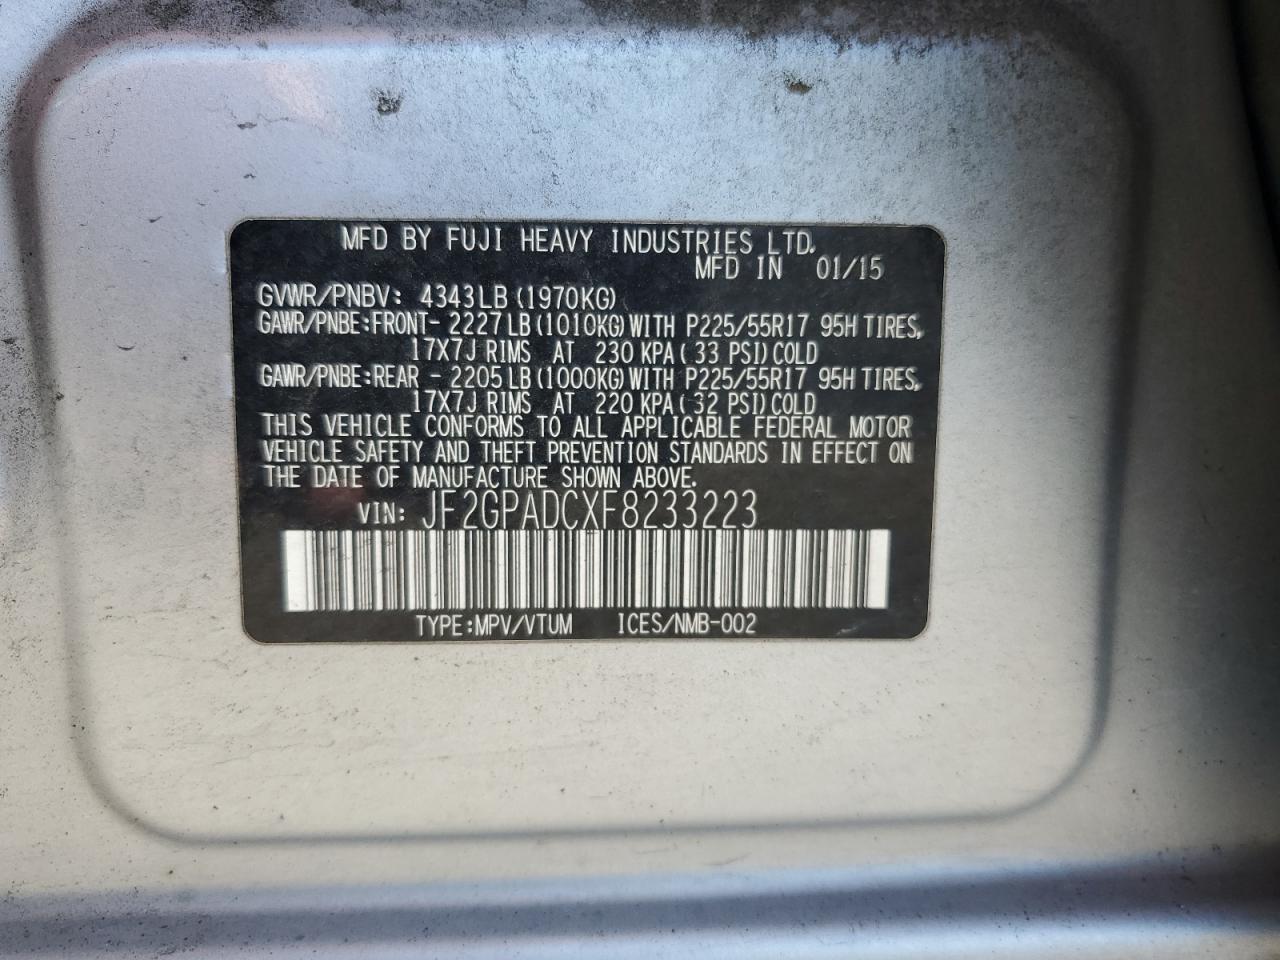 MFD BY FUJI HEAVY INDUSTRIES LTD.
MFD IN 01/15
GVWR/PNBV: 4343LB (1970KG)
GAWR/PNBE:FRONT- 2227LB(1010KG)WITH P225/55R17 95H TIRES,
17X7J RIMS AT 230 KPA( 33 PSI)COLD
GAWR/PNBE:REAR - 2205LB(1000KG)WITH P225/55R17 95H TIRES,
17X7J RIMS AT 220 KPA( 32 PSI)COLD
THIS VEHICLE CONFORMS TO ALL APPLICABLE FEDERAL MOTOR
VEHICLE SAFETY AND THEFT PREVENTION STANDARDS IN EFFECT ON
THE DATE OF MANUFACTURE SHOWN ABOVE.
VIN: JF2GPADCXF8233223
TYPE:MPV/VTUM ICES/NMB-002